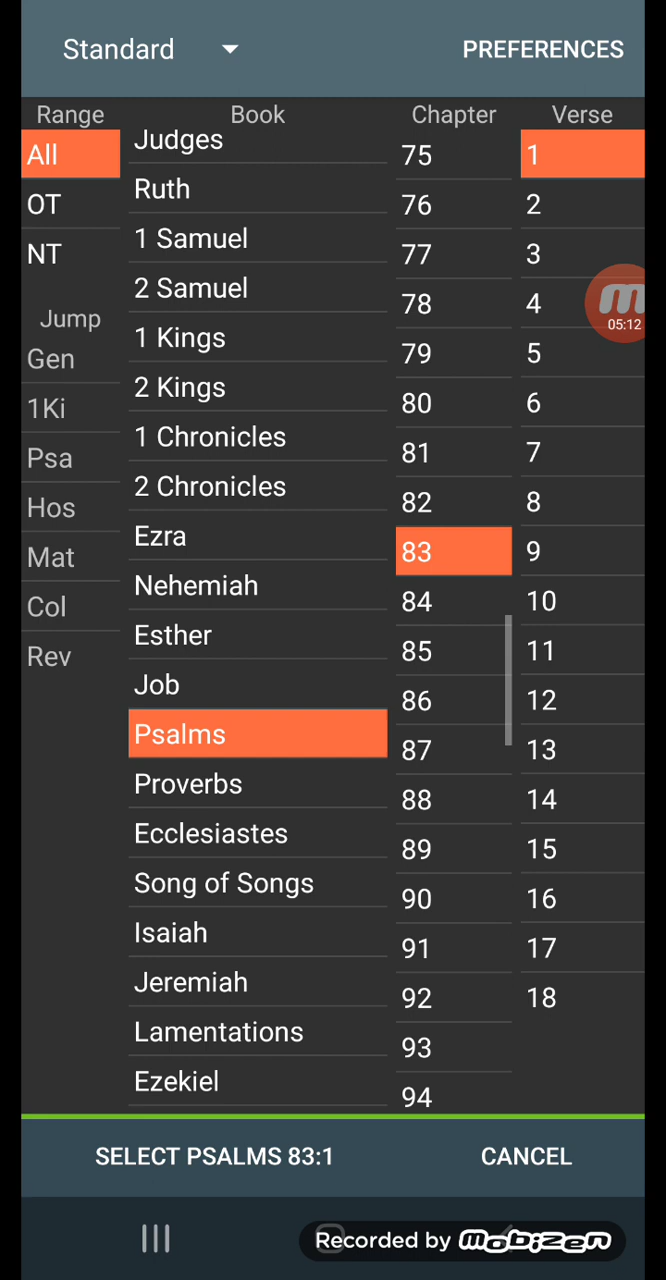 Standard
PREFERENCES
Range
Book
Chapter
Verse
All
OT
NT
Jump
Gen
1Ki
Psa
Hos
Mat
Col
Rev
Judges
Ruth
1 Samuel
2 Samuel
1 Kings
2 Kings
1 Chronicles
2 Chronicles
Ezra
Nehemiah
Esther
Job
Psalms
Proverbs
Ecclesiastes
Song of Songs
Isaiah
Jeremiah
Lamentations
Ezekiel
75
76
77
78
79
80
81
82
83
84
85
86
87
88
89
90
91
92
93
94
1
2
3
4
5
6
7
8
9
10
11
12
13
14
15
16
17
18
m
05:12
SELECT PSALMS 83:1
CANCEL
Recorded by mobizen